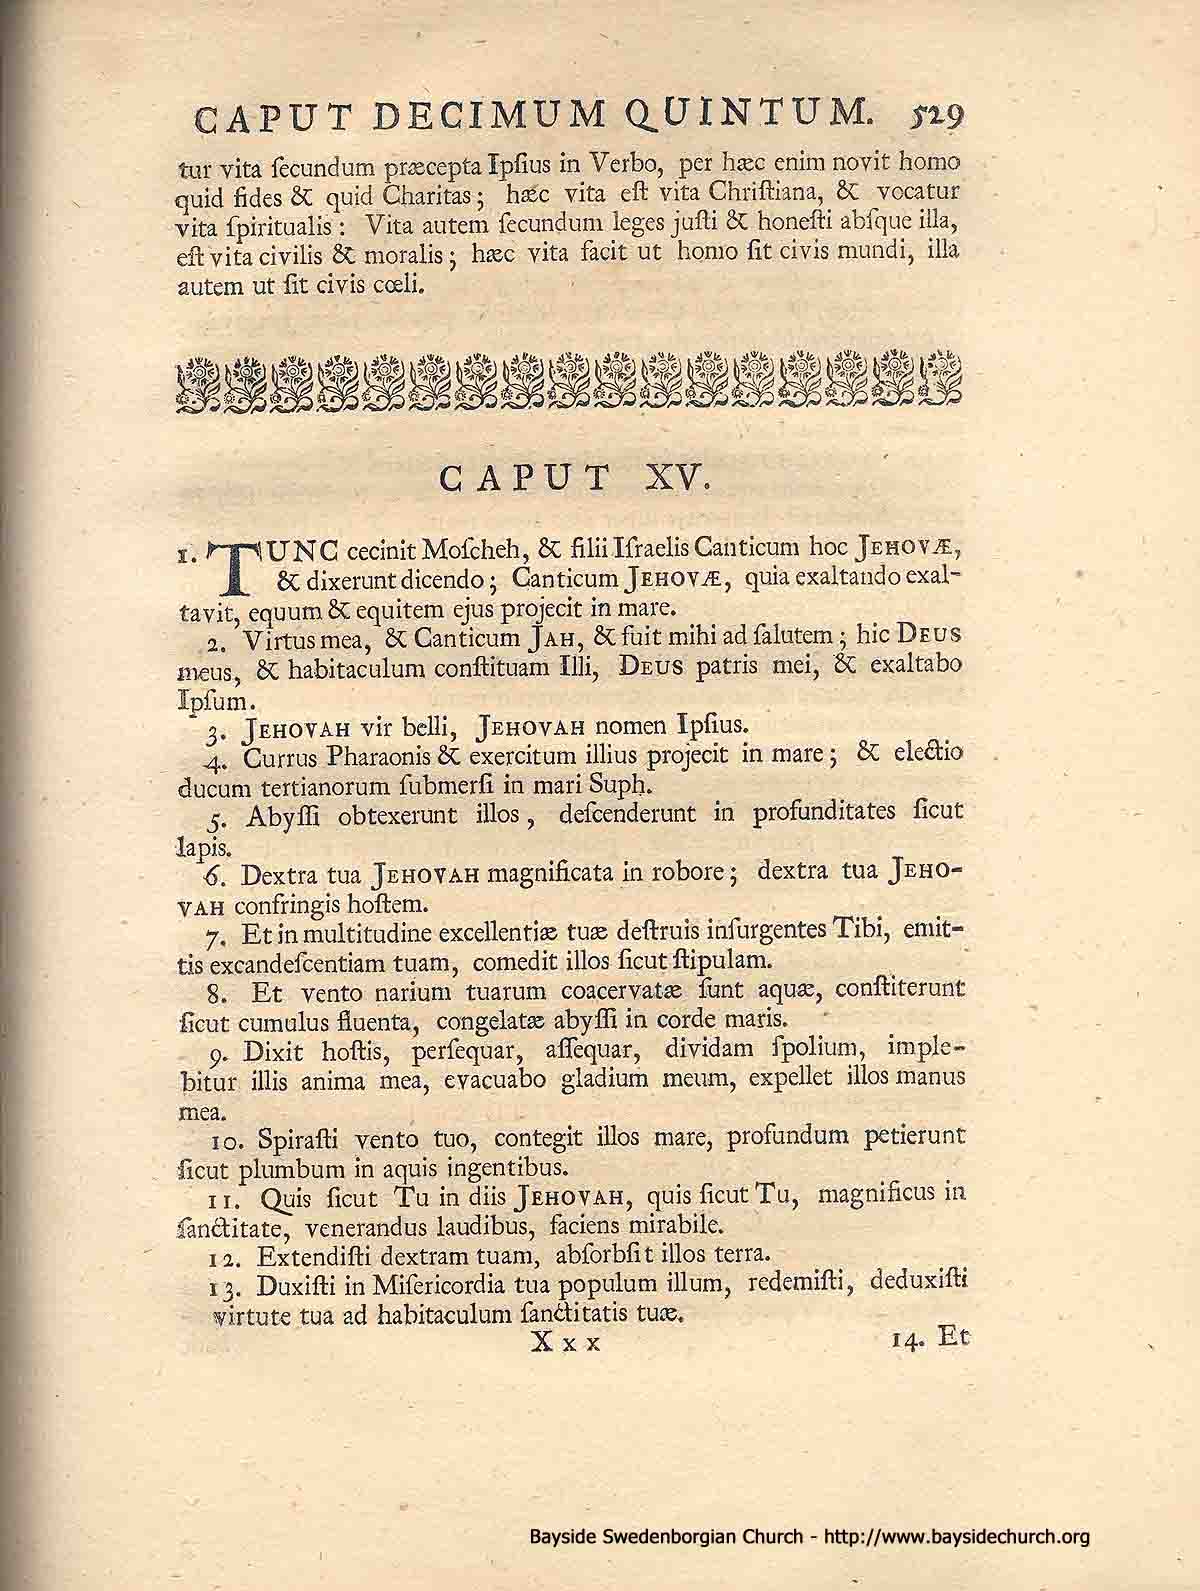 CAPUT DECIMUM QUINTUM. 529
tur vita ſecundum præcepta Ipſius in Verbo, per hæc enim novit homo
quid fides & quid Charitas; hæc vita eſt vita Chriſtiana, & vocatur
vita ſpiritualis: Vita autem ſecundum leges juſti & honeſti abſque illa,
eſt vita civilis & moralis; hæc vita facit ut homo ſit civis mundi, illa
autem ut ſit civis cœli.
CAPUT XV.
1. TUNC cecinit Moſcheh, & filii Iſraelis Canticum hoc JEHOVÆ,
& dixerunt dicendo; Canticum JEHOVÆ, quia exaltando exal-
tavit, equum & equitem ejus projecit in mare.
2. Virtus mea, & Canticum JAH, & fuit mihi ad ſalutem; hic DEUS
meus, & habitaculum conſtituam Illi, DEUS patris mei, & exaltabo
Ipſum.
3. JEHOVAH vir belli, JEHOVAH nomen Ipſius.
4. Currus Pharaonis & exercitum illius projecit in mare; & electio
ducum tertianorum ſubmerſi in mari Suph.
5. Abyſſi obtexerunt illos, deſcenderunt in profunditates ſicut
lapis.
6. Dextra tua JEHOVAH magnificata in robore; dextra tua JEHO-
VAH confringis hoſtem.
7. Et in multitudine excellentiæ tuæ deſtruis inſurgentes Tibi, emit-
tis excandeſcentiam tuam, comedit illos ſicut ſtipulam.
8. Et vento narium tuarum coacervatæ ſunt aquæ, conſtiterunt
ſicut cumulus fluenta, congelatæ abyſſi in corde maris.
9. Dixit hoſtis, perſequar, aſſequar, dividam ſpolium, imple-
bitur illis anima mea, evacuabo gladium meum, expellet illos manus
mea.
10. Spiraſti vento tuo, contegit illos mare, profundum petierunt
ſicut plumbum in aquis ingentibus.
11. Quis ſicut Tu in diis JEHOVAH, quis ſicut Tu, magnificus in
ſanctitate, venerandus laudibus, faciens mirabile.
12. Extendiſti dextram tuam, abſorbſit illos terra.
13. Duxiſti in Miſericordia tua populum illum, redemiſti, deduxiſti
virtute tua ad habitaculum ſanctitatis tuæ.
X x x 14. Et
Bayside Swedenborgian Church - http://www.baysidechurch.org